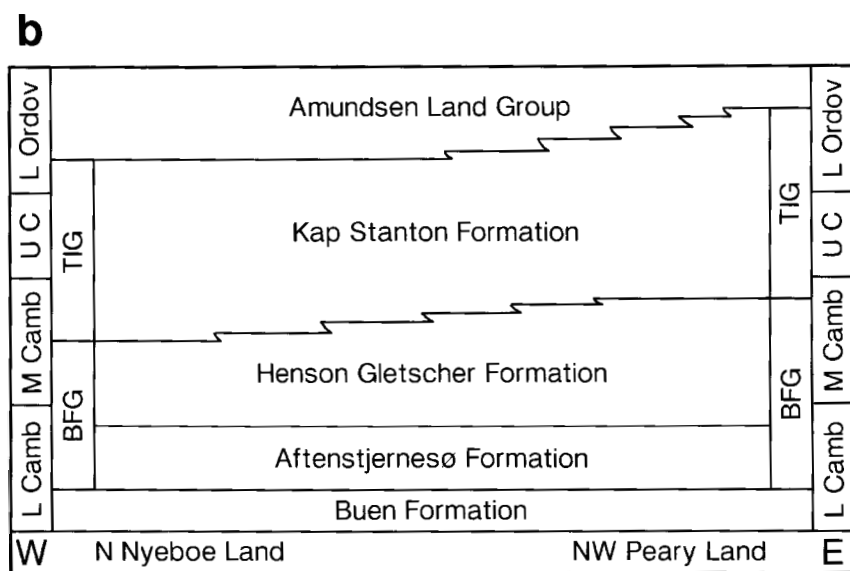 b
L Ordov
U C
M Camb
L Camb
TIG
BFG
Amundsen Land Group
Kap Stanton Formation
Henson Gletscher Formation
Aftenstjernesø Formation
Buen Formation
TIG
BFG
L Ordov
U C
M Camb
L Camb
W N Nyeboe Land NW Peary Land E